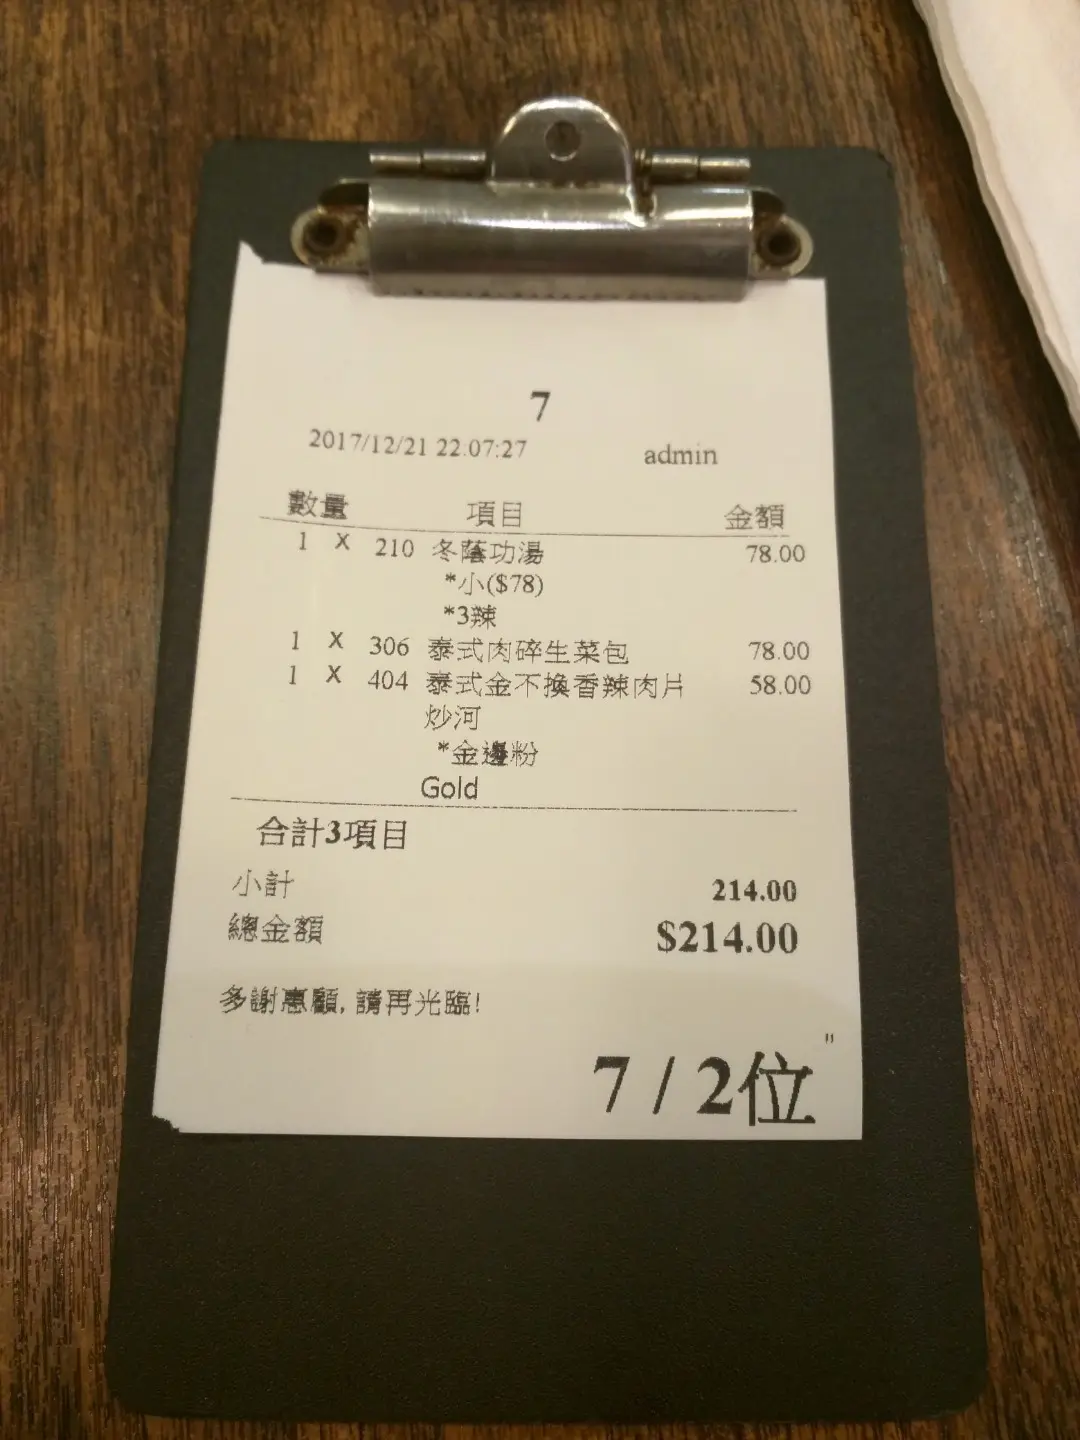 7
2017/12/21 22:07:27 admin
數量 項目 金額
1 X 210 冬蔭功湯 78.00
*小($78)
*3辣
1 X 306 泰式肉碎生菜包 78.00
1 X 404 泰式金不換香辣肉片 58.00
炒河
*金邊粉
Gold
合計3項目
小計 214.00
總金額 $214.00
多謝惠顧, 請再光臨!
"
7 / 2位